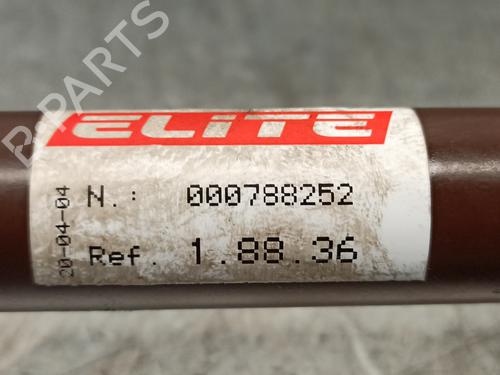 B-PARTS
ELITE
N.: 000788252
Ref. 1.88.36
20-04-04